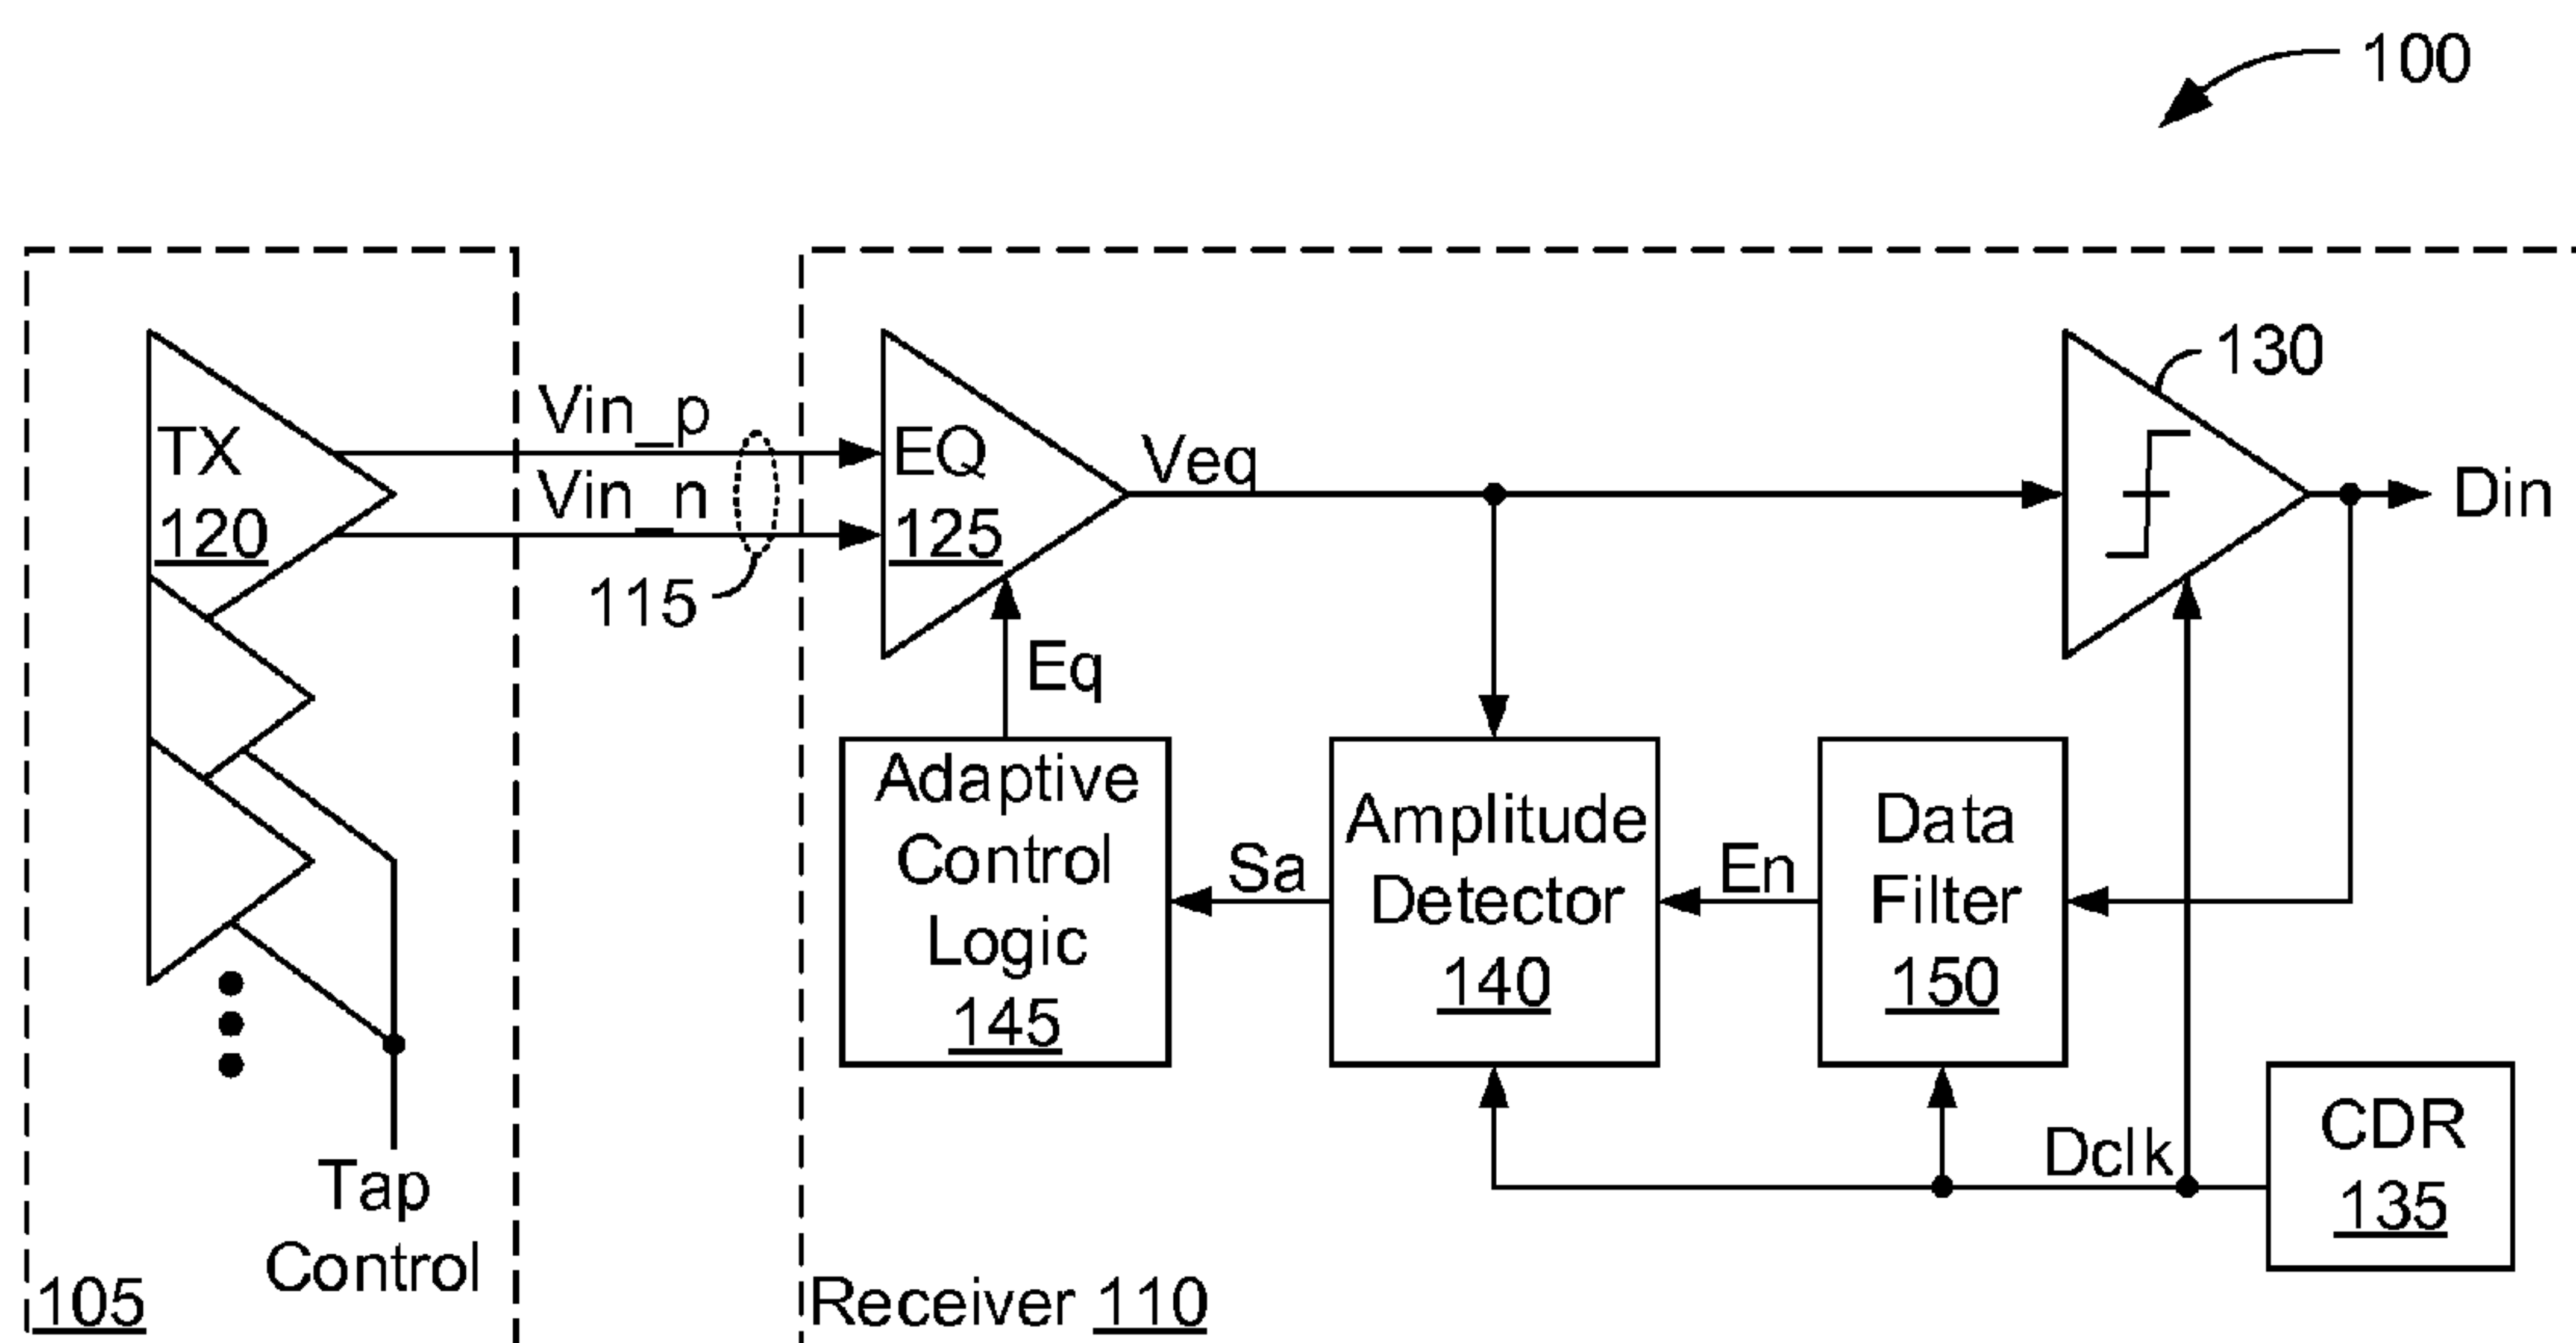 100
130
Vin_p
TX
120
EQ
125
Veq
Din
Vin_n
115
Eq
Adaptive
Control
Logic
145
Sa
Amplitude
Detector
140
En
Data
Filter
150
Dclk
CDR
135
Tap
Control
105
Receiver 110